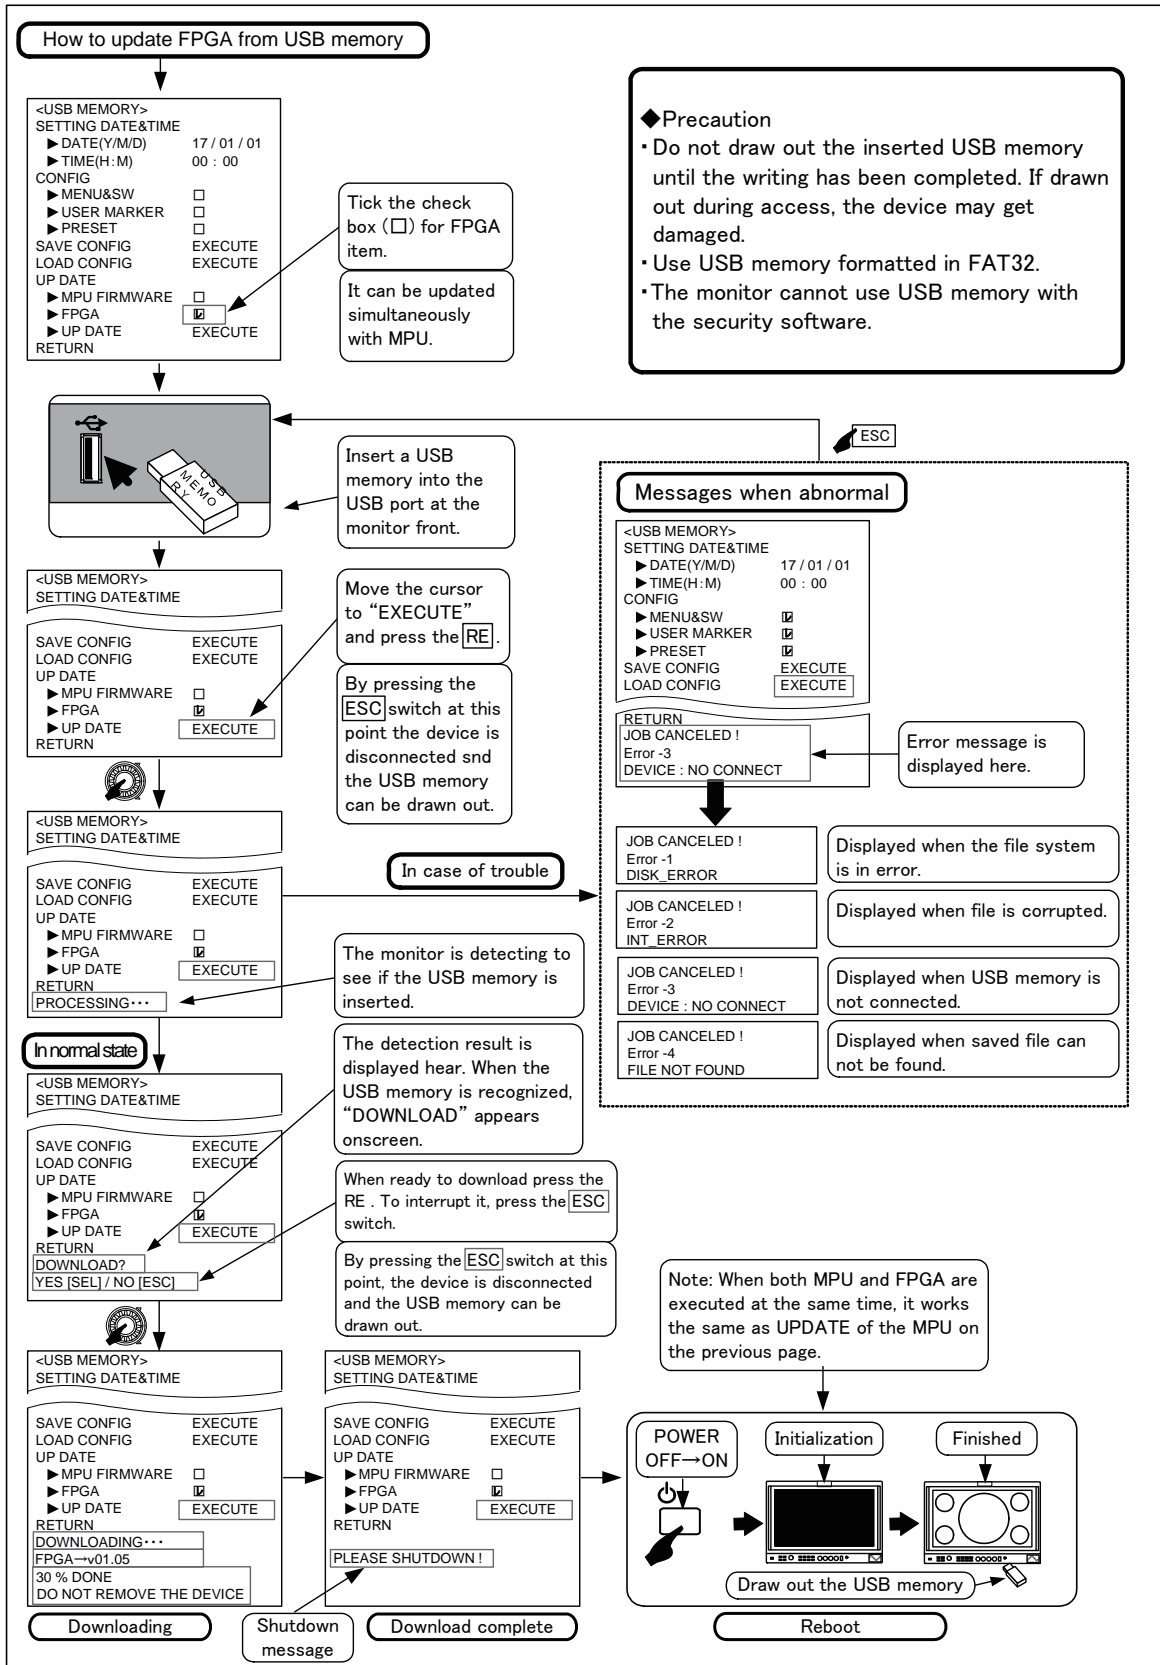 How to update FPGA from USB memory
<USB MEMORY>
SETTING DATE&TIME
▶DATE(Y/M/D) 17 / 01 / 01
▶TIME(H:M) 00 : 00
CONFIG
▶MENU&SW □
▶USER MARKER □
▶PRESET □
SAVE CONFIG EXECUTE
LOAD CONFIG EXECUTE
UP DATE
▶MPU FIRMWARE □
▶FPGA ☑
▶UP DATE EXECUTE
RETURN
Tick the check
box (□) for FPGA
item.
It can be updated
simultaneously
with MPU.
◆Precaution
・Do not draw out the inserted USB memory
until the writing has been completed. If drawn
out during access, the device may get
damaged.
・Use USB memory formatted in FAT32.
・The monitor cannot use USB memory with
the security software.
USB
MEMO
RY
Insert a USB
memory into the
USB port at the
monitor front.
<USB MEMORY>
SETTING DATE&TIME
SAVE CONFIG EXECUTE
LOAD CONFIG EXECUTE
UP DATE
▶MPU FIRMWARE □
▶FPGA ☑
▶UP DATE EXECUTE
RETURN
Move the cursor
to “EXECUTE”
and press the RE .
By pressing the
ESC switch at this
point the device is
disconnected snd
the USB memory
can be drawn out.
<USB MEMORY>
SETTING DATE&TIME
SAVE CONFIG EXECUTE
LOAD CONFIG EXECUTE
UP DATE
▶MPU FIRMWARE □
▶FPGA ☑
▶UP DATE EXECUTE
RETURN
PROCESSING･･･
In case of trouble
The monitor is detecting to
see if the USB memory is
inserted.
ESC
Messages when abnormal
<USB MEMORY>
SETTING DATE&TIME
▶DATE(Y/M/D) 17 / 01 / 01
▶TIME(H:M) 00 : 00
CONFIG
▶MENU&SW ☑
▶USER MARKER ☑
▶PRESET ☑
SAVE CONFIG EXECUTE
LOAD CONFIG EXECUTE
RETURN
JOB CANCELED !
Error -3
DEVICE : NO CONNECT
Error message is
displayed here.
JOB CANCELED !
Error -1
DISK_ERROR
Displayed when the file system
is in error.
JOB CANCELED !
Error -2
INT_ERROR
Displayed when file is corrupted.
JOB CANCELED !
Error -3
DEVICE : NO CONNECT
Displayed when USB memory is
not connected.
JOB CANCELED !
Error -4
FILE NOT FOUND
Displayed when saved file can
not be found.
In normal state
<USB MEMORY>
SETTING DATE&TIME
SAVE CONFIG EXECUTE
LOAD CONFIG EXECUTE
UP DATE
▶MPU FIRMWARE □
▶FPGA ☑
▶UP DATE EXECUTE
RETURN
DOWNLOAD?
YES [SEL] / NO [ESC]
The detection result is
displayed hear. When the
USB memory is recognized,
“DOWNLOAD” appears
onscreen.
When ready to download press the
RE . To interrupt it, press the ESC
switch.
By pressing the ESC switch at this
point, the device is disconnected
and the USB memory can be
drawn out.
<USB MEMORY>
SETTING DATE&TIME
SAVE CONFIG EXECUTE
LOAD CONFIG EXECUTE
UP DATE
▶MPU FIRMWARE □
▶FPGA ☑
▶UP DATE EXECUTE
RETURN
DOWNLOADING･･･
FPGA→v01.05
30 % DONE
DO NOT REMOVE THE DEVICE
Downloading
<USB MEMORY>
SETTING DATE&TIME
SAVE CONFIG EXECUTE
LOAD CONFIG EXECUTE
UP DATE
▶MPU FIRMWARE □
▶FPGA ☑
▶UP DATE EXECUTE
RETURN
PLEASE SHUTDOWN !
Shutdown
message
Download complete
Note: When both MPU and FPGA are
executed at the same time, it works
the same as UPDATE of the MPU on
the previous page.
POWER
OFF→ON
Initialization
Finished
Draw out the USB memory
Reboot